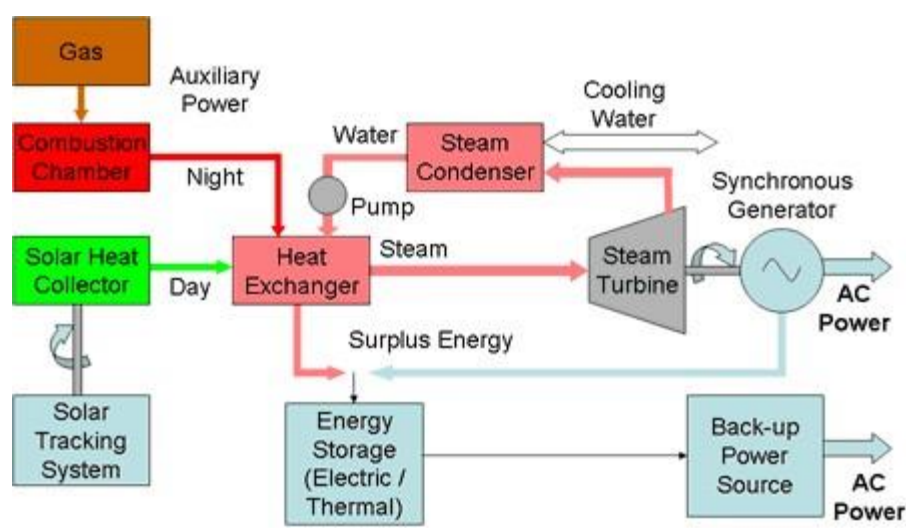 Gas
Auxiliary
Power
Combustion
Chamber
Night
Water
Steam
Condenser
Cooling
Water
Pump
Synchronous
Generator
Solar Heat
Collector
Day
Heat
Exchanger
Steam
Steam
Turbine
AC
Power
Surplus Energy
Solar
Tracking
System
Energy
Storage
(Electric /
Thermal)
Back-up
Power
Source
AC
Power